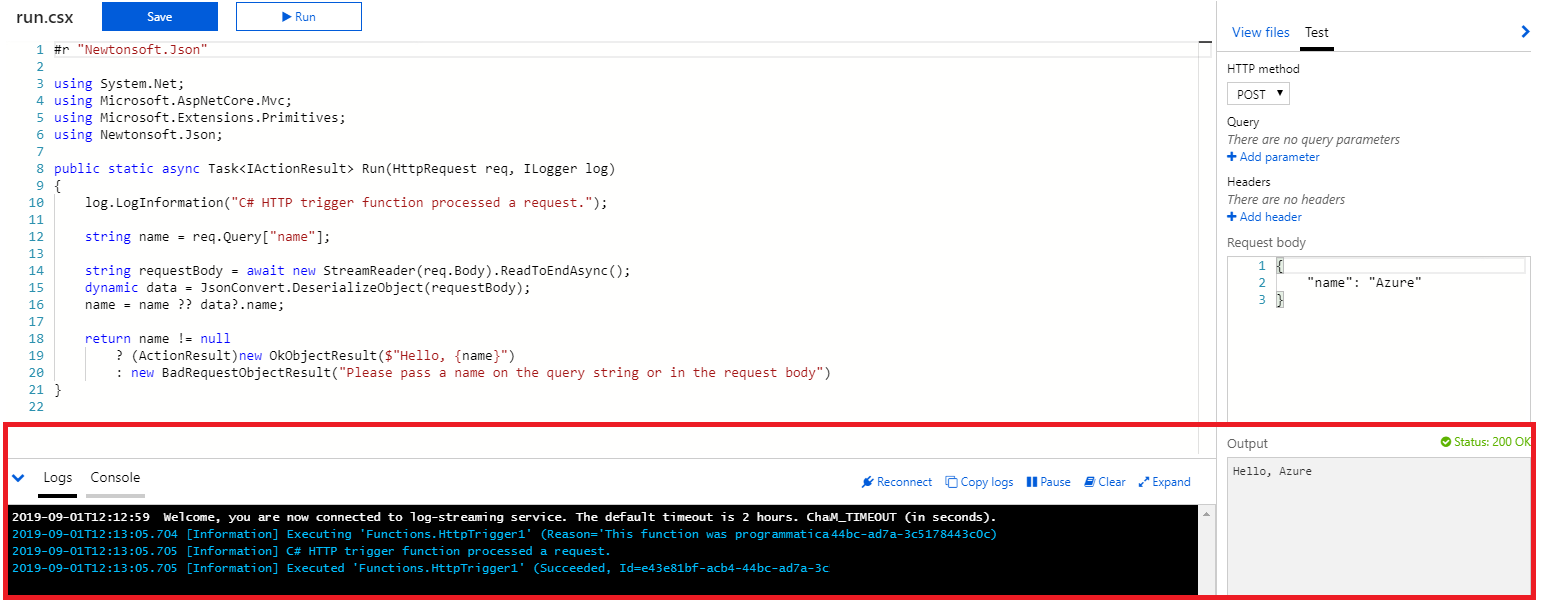 run.csx
Save
Run
1 #r "Newtonsoft.Json"
2
3 using System.Net;
4 using Microsoft.AspNetCore.Mvc;
5 using Microsoft.Extensions.Primitives;
6 using Newtonsoft.Json;
7
8 public static async Task<IActionResult> Run(HttpRequest req, ILogger log)
9 {
10 log.LogInformation("C# HTTP trigger function processed a request.");
11
12 string name = req.Query["name"];
13
14 string requestBody = await new StreamReader(req.Body).ReadToEndAsync();
15 dynamic data = JsonConvert.DeserializeObject(requestBody);
16 name = name ?? data?.name;
17
18 return name != null
19 ? (ActionResult)new OkObjectResult($"Hello, {name}")
20 : new BadRequestObjectResult("Please pass a name on the query string or in the request body")
21 }
22
View files Test
HTTP method
POST
Query
There are no query parameters
Add parameter
Headers
There are no headers
Add header
Request body
1 {
2 "name": "Azure"
3 }
Output Status: 200 OK
Hello, Azure
Logs Console
Reconnect Copy logs Pause Clear Expand
2019-09-01T12:12:59 Welcome, you are now connected to log-streaming service. The default timeout is 2 hours. ChaM_TIMEOUT (in seconds).
2019-09-01T12:13:05.704 [Information] Executing 'Functions.HttpTrigger1' (Reason='This function was programmatica44bc-ad7a-3c5178443c0c)
2019-09-01T12:13:05.705 [Information] C# HTTP trigger function processed a request.
2019-09-01T12:13:05.705 [Information] Executed 'Functions.HttpTrigger1' (Succeeded, Id=e43e81bf-acb4-44bc-ad7a-3c